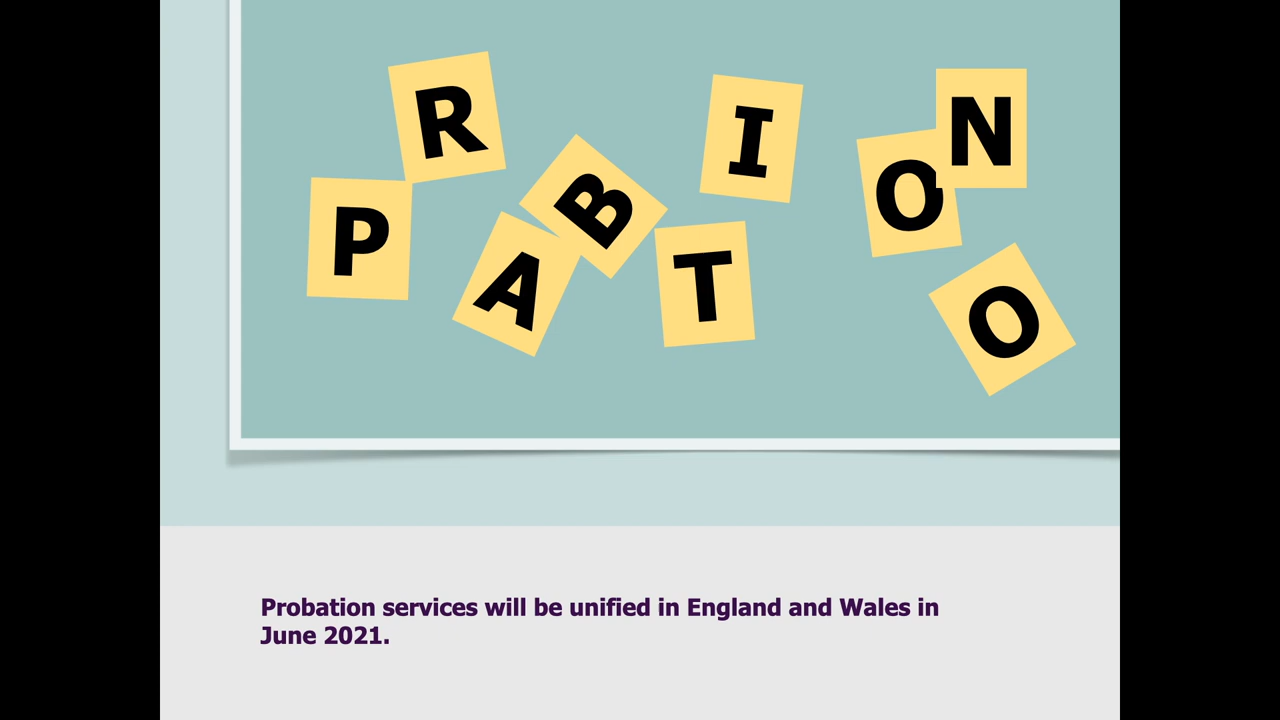 P R A B T I O N O
Probation services will be unified in England and Wales in
June 2021.